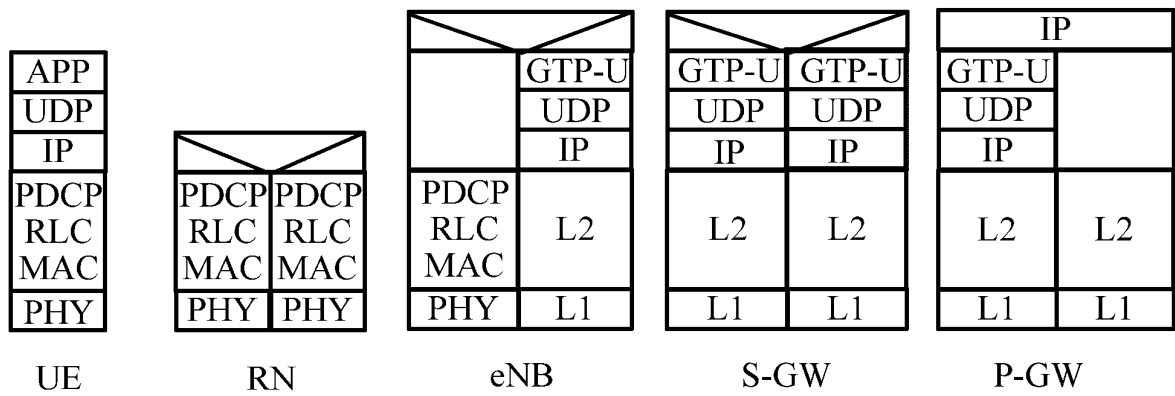 APP
UDP
IP
PDCP
RLC
MAC
PHY
UE
PDCP PDCP
RLC RLC
MAC MAC
PHY PHY
RN
GTP-U
UDP
IP
PDCP
RLC
MAC
L2
PHY L1
eNB
GTP-U GTP-U
UDP UDP
IP IP
L2 L2
L1 L1
S-GW
IP
GTP-U
UDP
IP
L2 L2
L1 L1
P-GW